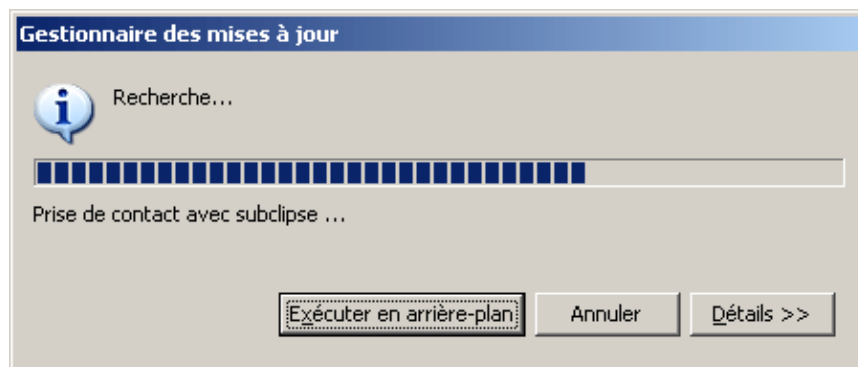 Gestionnaire des mises à jour
Recherche...
Prise de contact avec subclipse ...
Exécuter en arrière-plan Annuler Détails >>